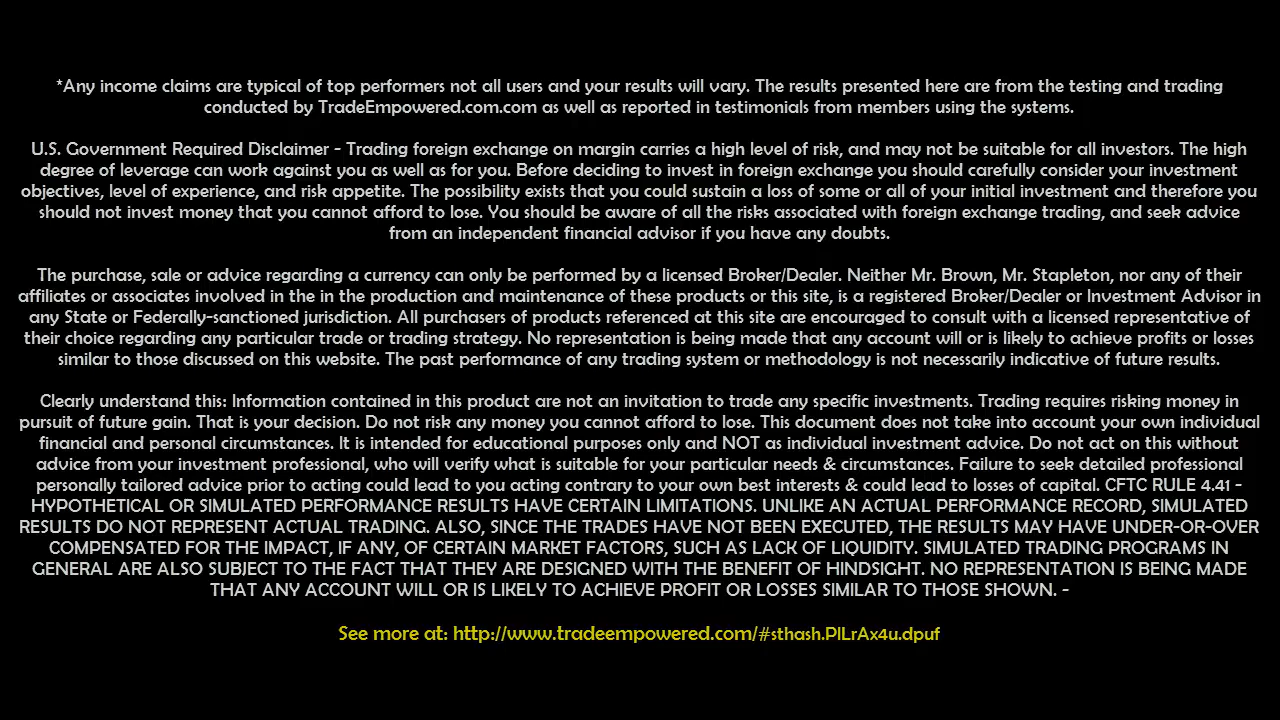 *Any income claims are typical of top performers not all users and your results will vary. The results presented here are from the testing and trading
conducted by TradeEmpowered.com.com as well as reported in testimonials from members using the systems.
U.S. Government Required Disclaimer - Trading foreign exchange on margin carries a high level of risk, and may not be suitable for all investors. The high
degree of leverage can work against you as well as for you. Before deciding to invest in foreign exchange you should carefully consider your investment
objectives, level of experience, and risk appetite. The possibility exists that you could sustain a loss of some or all of your initial investment and therefore you
should not invest money that you cannot afford to lose. You should be aware of all the risks associated with foreign exchange trading, and seek advice
from an independent financial advisor if you have any doubts.
The purchase, sale or advice regarding a currency can only be performed by a licensed Broker/Dealer. Neither Mr. Brown, Mr. Stapleton, nor any of their
affiliates or associates involved in the in the production and maintenance of these products or this site, is a registered Broker/Dealer or Investment Advisor in
any State or Federally-sanctioned jurisdiction. All purchasers of products referenced at this site are encouraged to consult with a licensed representative of
their choice regarding any particular trade or trading strategy. No representation is being made that any account will or is likely to achieve profits or losses
similar to those discussed on this website. The past performance of any trading system or methodology is not necessarily indicative of future results.
Clearly understand this: Information contained in this product are not an invitation to trade any specific investments. Trading requires risking money in
pursuit of future gain. That is your decision. Do not risk any money you cannot afford to lose. This document does not take into account your own individual
financial and personal circumstances. It is intended for educational purposes only and NOT as individual investment advice. Do not act on this without
advice from your investment professional, who will verify what is suitable for your particular needs & circumstances. Failure to seek detailed professional
personally tailored advice prior to acting could lead to you acting contrary to your own best interests & could lead to losses of capital. CFTC RULE 4.41 -
HYPOTHETICAL OR SIMULATED PERFORMANCE RESULTS HAVE CERTAIN LIMITATIONS. UNLIKE AN ACTUAL PERFORMANCE RECORD, SIMULATED
RESULTS DO NOT REPRESENT ACTUAL TRADING. ALSO, SINCE THE TRADES HAVE NOT BEEN EXECUTED, THE RESULTS MAY HAVE UNDER-OR-OVER
COMPENSATED FOR THE IMPACT, IF ANY, OF CERTAIN MARKET FACTORS, SUCH AS LACK OF LIQUIDITY. SIMULATED TRADING PROGRAMS IN
GENERAL ARE ALSO SUBJECT TO THE FACT THAT THEY ARE DESIGNED WITH THE BENEFIT OF HINDSIGHT. NO REPRESENTATION IS BEING MADE
THAT ANY ACCOUNT WILL OR IS LIKELY TO ACHIEVE PROFIT OR LOSSES SIMILAR TO THOSE SHOWN. -
See more at: http://www.tradeempowered.com/#sthash.PlLrAx4u.dpuf